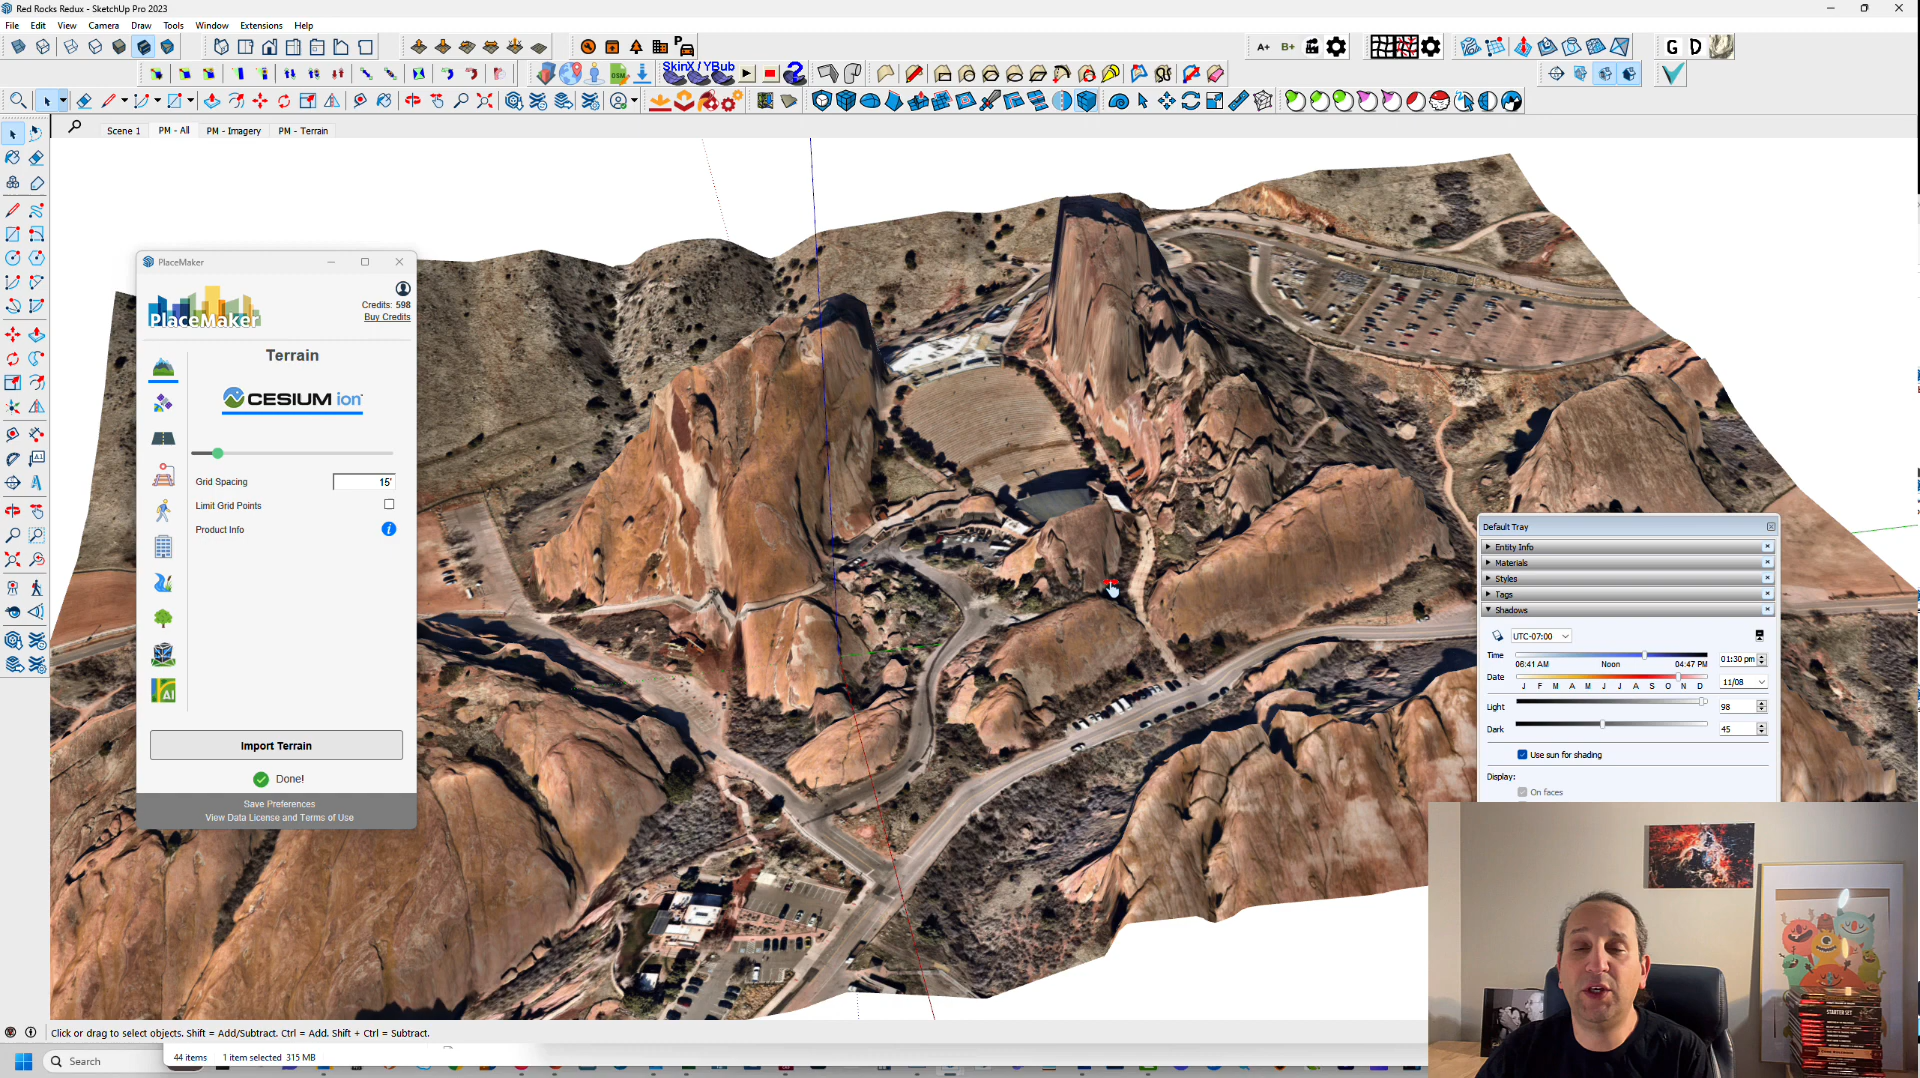 Red Rocks Redux - SketchUp Pro 2023
File Edit View Camera Draw Tools Window Extensions Help
P
A+ B+
G D
SkinX / YBub
OSM
Scene 1 PM - All PM - Imagery PM - Terrain
PlaceMaker
PlaceMaker
Credits: 598
Buy Credits
Terrain
CESIUM ion
Grid Spacing 15'
Limit Grid Points
Product Info
AI
Import Terrain
Done!
Save Preferences
View Data License and Terms of Use
Default Tray
Entity Info
Materials
Styles
Tags
Shadows
UTC-07:00
Time 01:30 pm
06:41 AM Noon 04:47 PM
Date 11/08
J F M A M J J A S O N D
Light 98
Dark 45
Use sun for shading
Display:
On faces
STARTER SET
Click or drag to select objects. Shift = Add/Subtract. Ctrl = Add. Shift + Ctrl = Subtract.
Search
44 items 1 item selected 315 MB